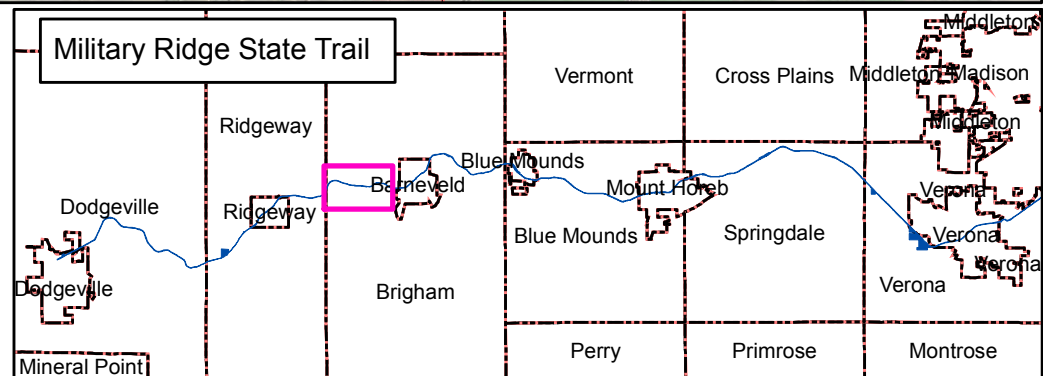 Military Ridge State Trail
Middleton
Vermont
Cross Plains
Middleton
Madison
Middleton
Ridgeway
Blue Mounds
Barneveld
Mount Horeb
Verona
Dodgeville
Ridgeway
Blue Mounds
Springdale
Verona
Verona
Dodgeville
Brigham
Verona
Mineral Point
Perry
Primrose
Montrose